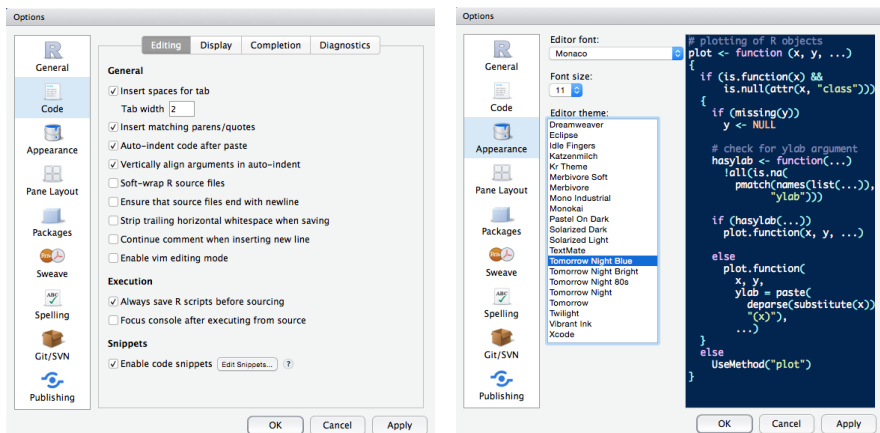 Options
General
Code
Appearance
Pane Layout
Packages
Sweave
ABC
Spelling
Git/SVN
Publishing
Editing Display Completion Diagnostics
General
Insert spaces for tab
Tab width 2
Insert matching parens/quotes
Auto-indent code after paste
Vertically align arguments in auto-indent
Soft-wrap R source files
Ensure that source files end with newline
Strip trailing horizontal whitespace when saving
Continue comment when inserting new line
Enable vim editing mode
Execution
Always save R scripts before sourcing
Focus console after executing from source
Snippets
Enable code snippets Edit Snippets... ?
OK Cancel Apply
Options
General
Code
Appearance
Pane Layout
Packages
Sweave
ABC
Spelling
Git/SVN
Publishing
Editor font:
Monaco
Font size:
11
Editor theme:
Dreamweaver
Eclipse
Idle Fingers
Katzenmilch
Kr Theme
Merbivore Soft
Merbivore
Mono Industrial
Monokai
Pastel On Dark
Solarized Dark
Solarized Light
TextMate
Tomorrow Night Blue
Tomorrow Night Bright
Tomorrow Night 80s
Tomorrow Night
Tomorrow
Twilight
Vibrant Ink
Xcode
# plotting of R objects
plot <- function (x, y, ...)
{
if (is.function(x) &&
is.null(attr(x, "class")))
{
if (missing(y))
y <- NULL
# check for ylab argument
hasylab <- function(...)
!all(is.na(
pmatch(names(list(...)),
"ylab")))
if (hasylab(...))
plot.function(x, y, ...)
else
plot.function(
x, y,
ylab = paste(
deparse(substitute(x))
"(x)"),
...)
}
else
UseMethod("plot")
}
OK Cancel Apply